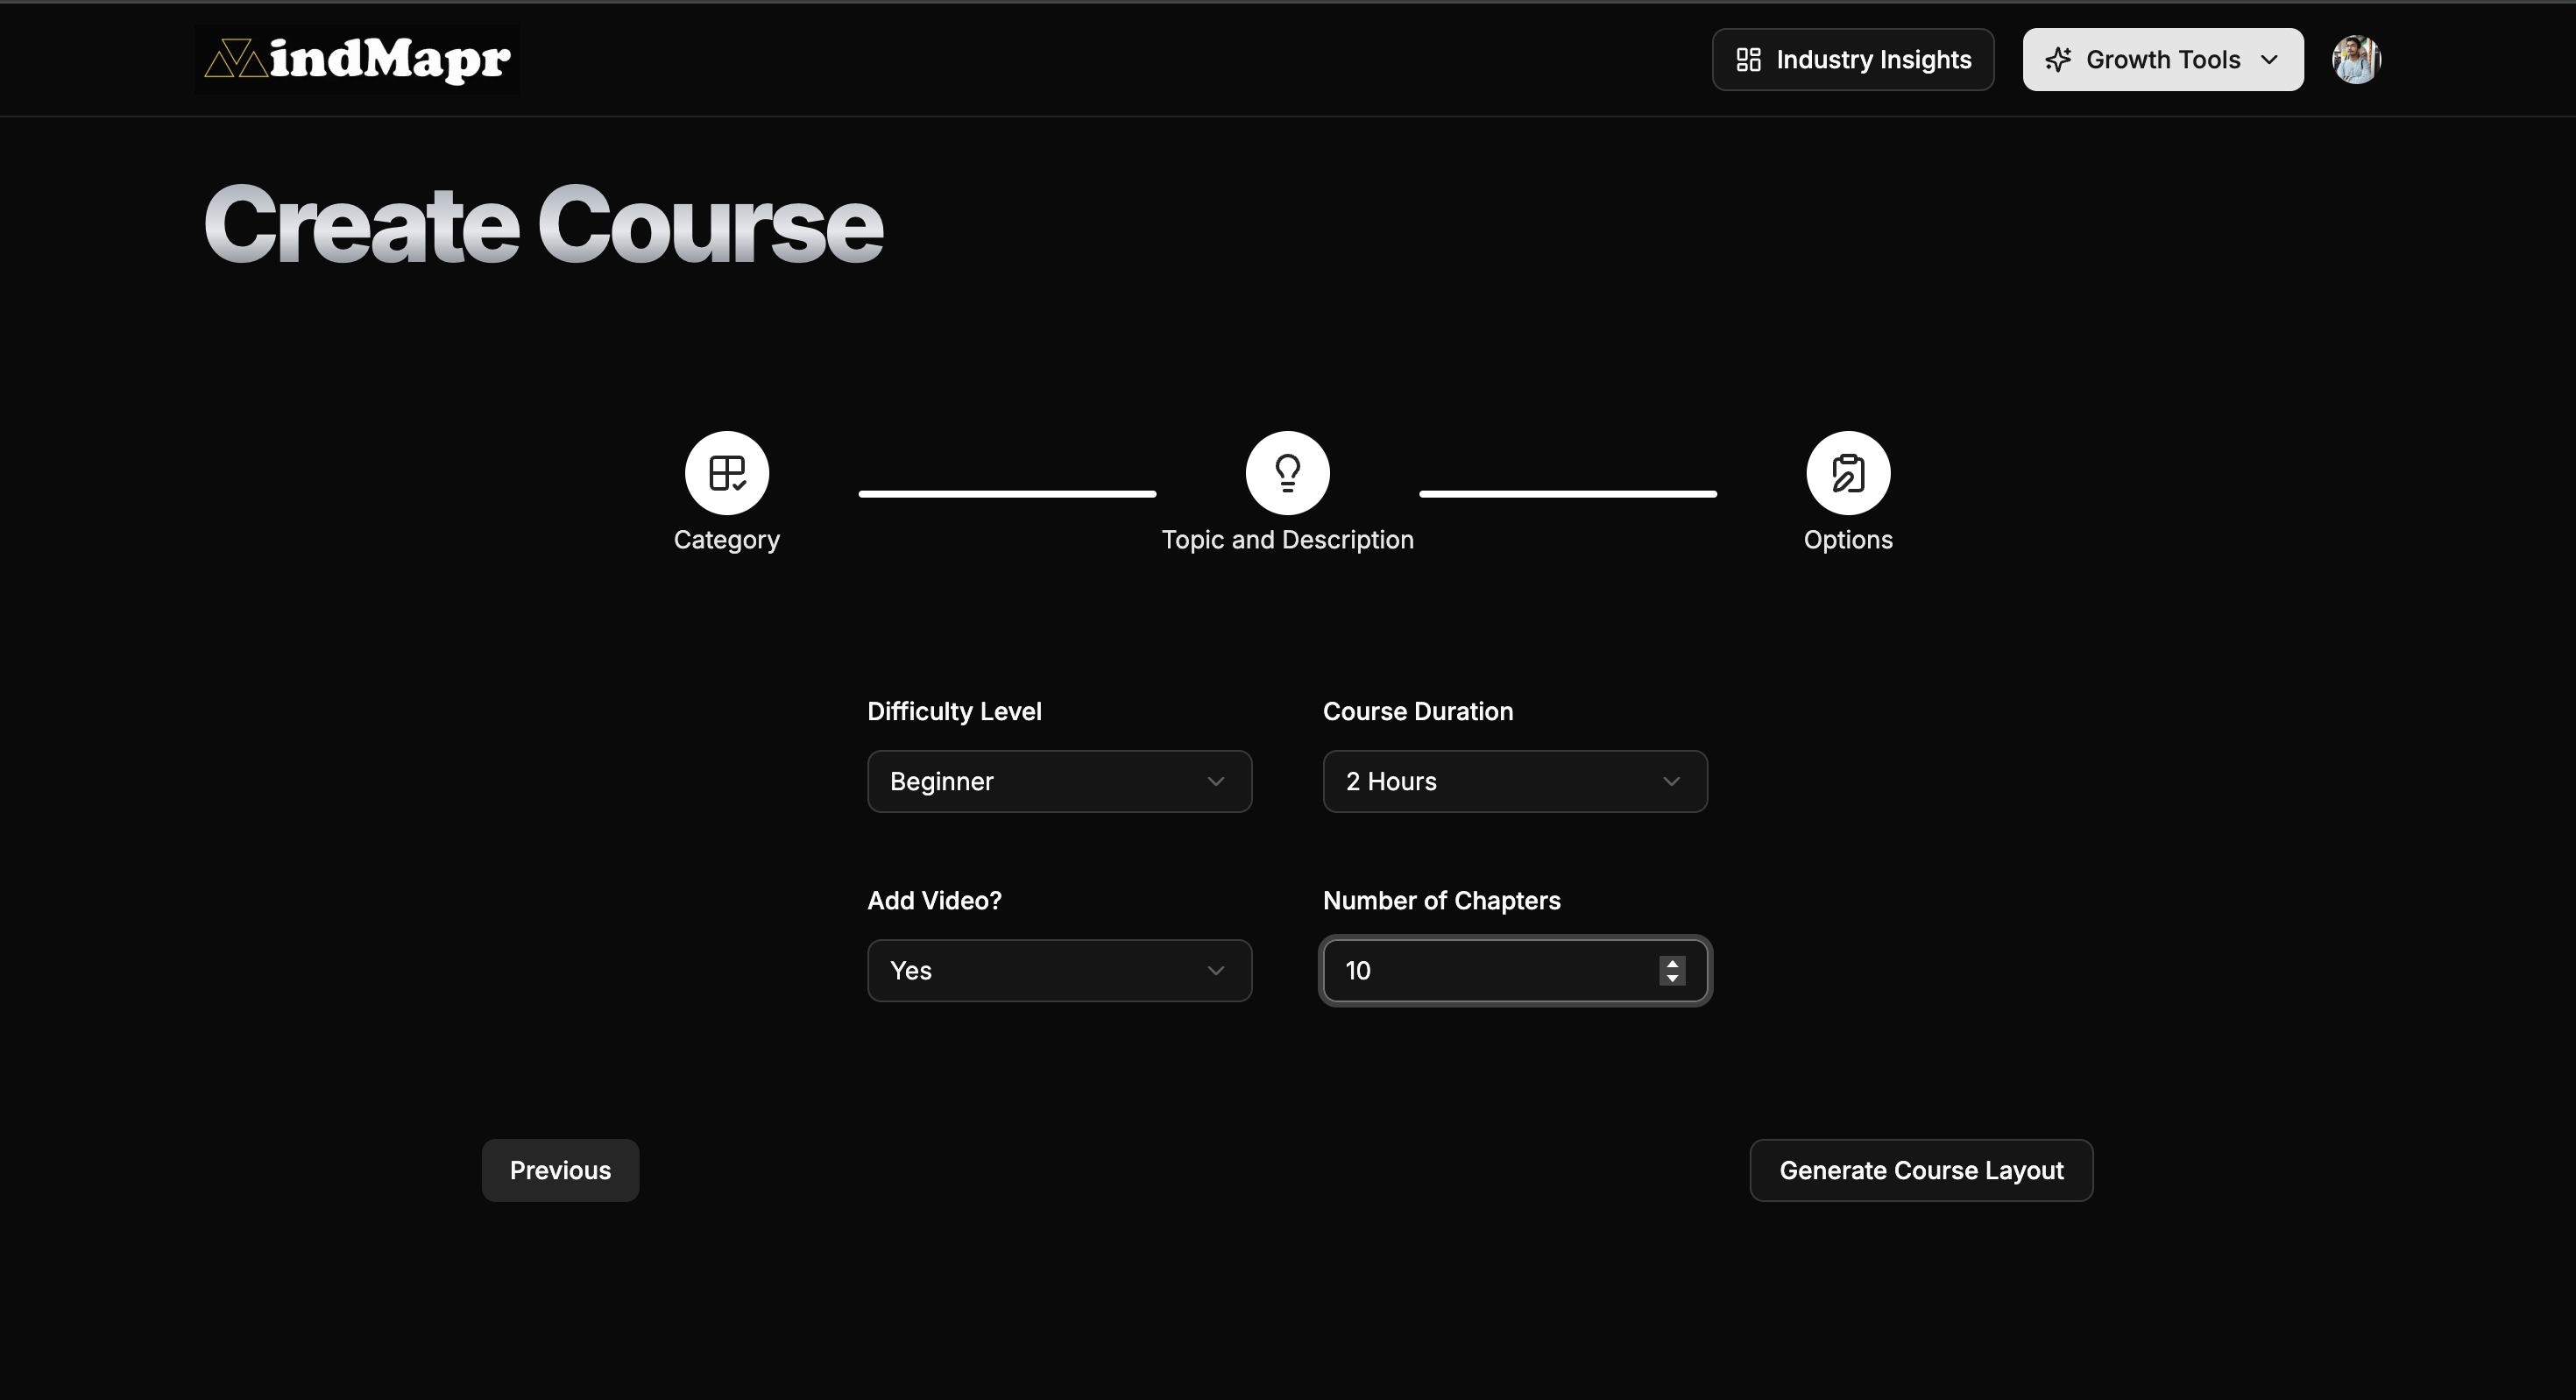 MindMapr
Industry Insights
Growth Tools
Create Course
Category
Topic and Description
Options
Difficulty Level
Course Duration
Beginner
2 Hours
Add Video?
Number of Chapters
Yes
10
Previous
Generate Course Layout